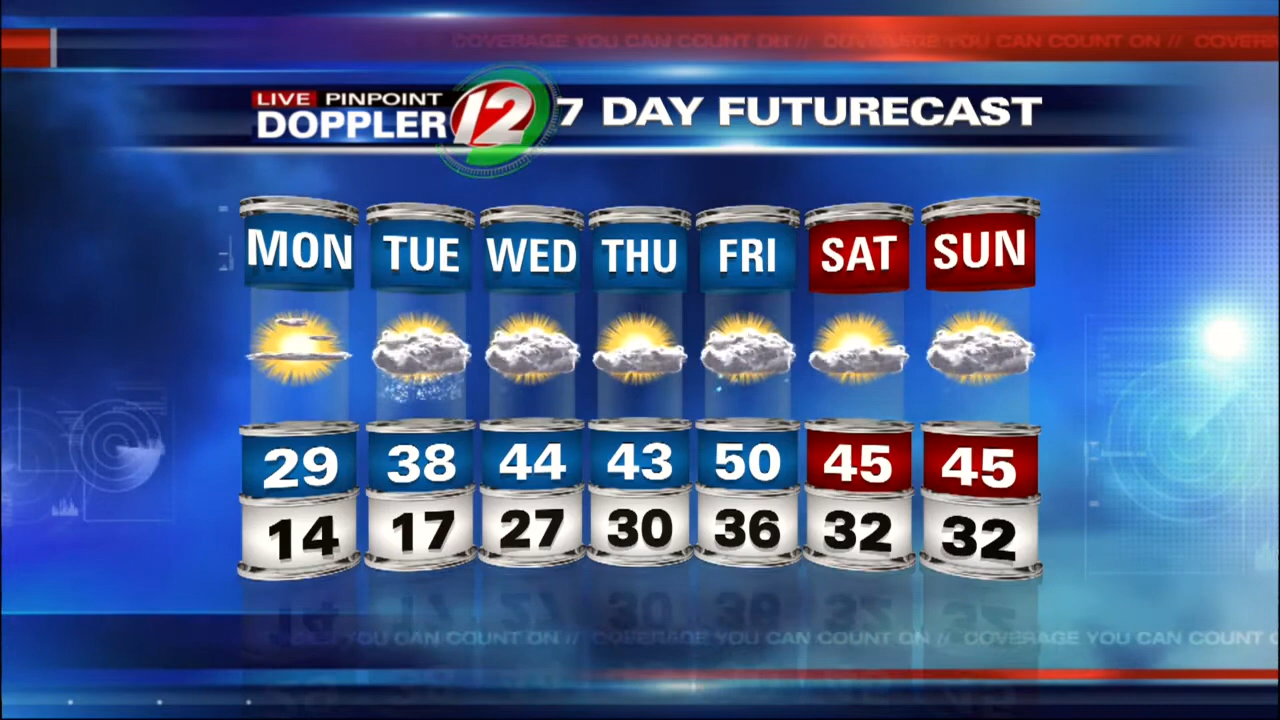 COVERAGE YOU CAN COUNT ON // COVERAGE YOU CAN COUNT ON // COVERE
LIVE PINPOINT
DOPPLER 12 7 DAY FUTURECAST
MON TUE WED THU FRI SAT SUN
29 38 44 43 50 45 45
14 17 27 30 36 32 32
YOU CAN COUNT ON // COVERAGE YOU CAN COUNT ON // COVERAGE YOU CAN COUNT